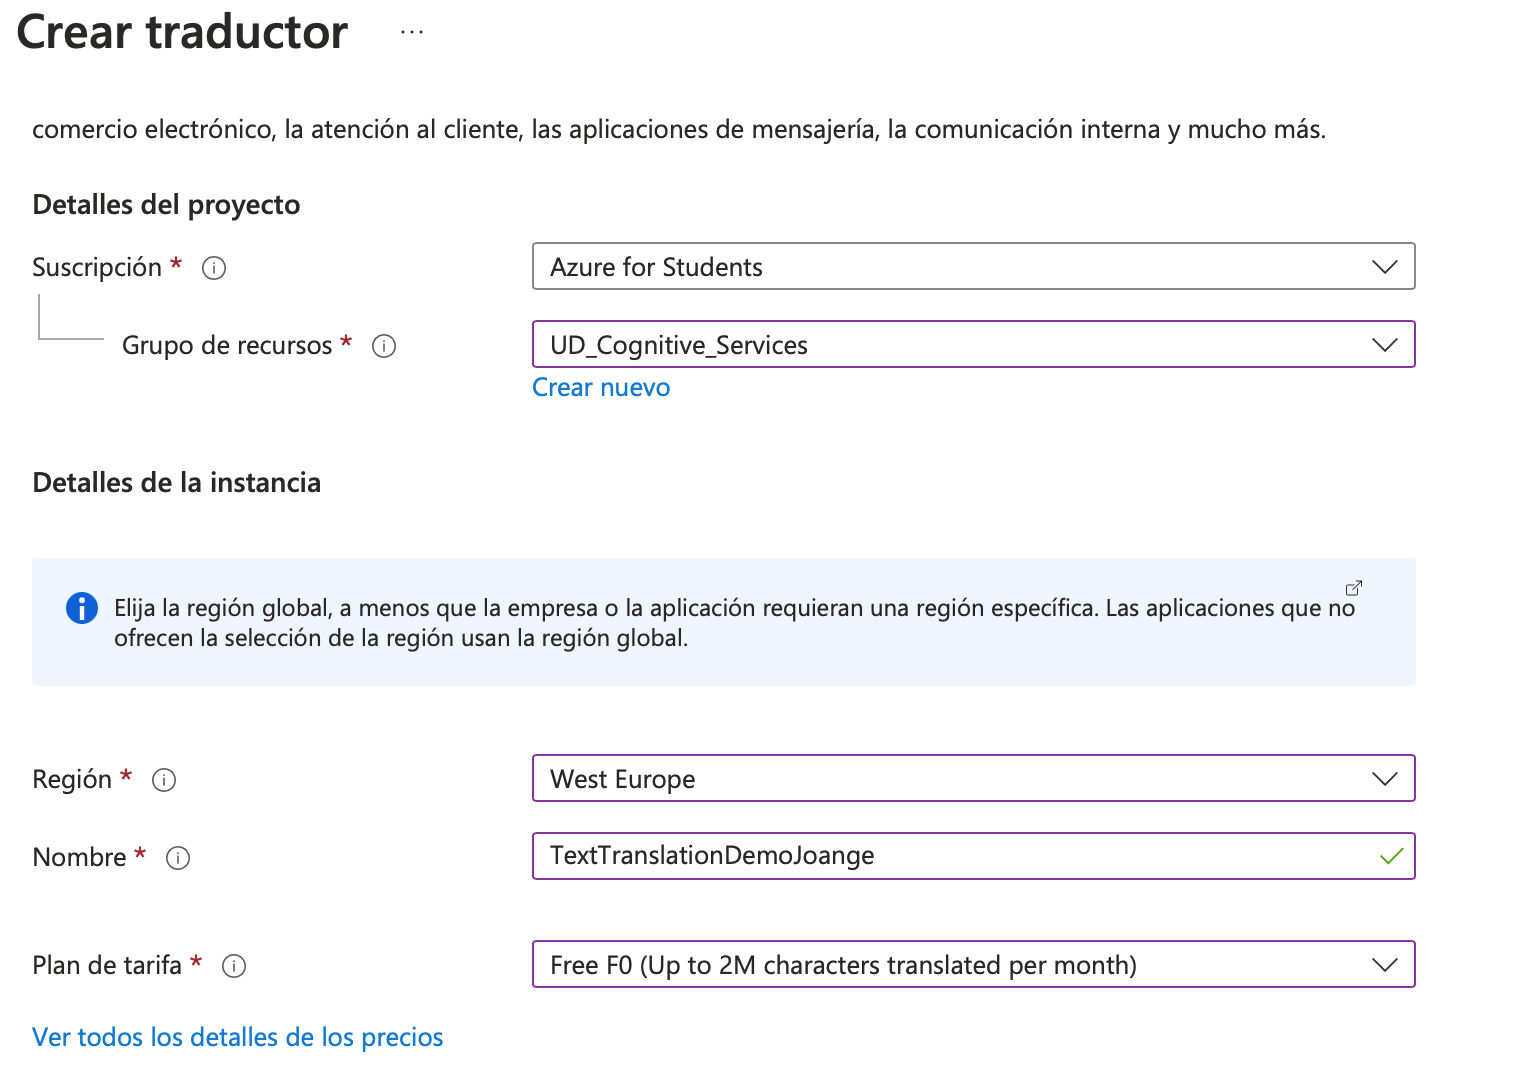 Crear traductor ...
comercio electrónico, la atención al cliente, las aplicaciones de mensajería, la comunicación interna y mucho más.
Detalles del proyecto
Suscripción *
Azure for Students
Grupo de recursos *
UD_Cognitive_Services
Crear nuevo
Detalles de la instancia
Elija la región global, a menos que la empresa o la aplicación requieran una región específica. Las aplicaciones que no
ofrecen la selección de la región usan la región global.
Región *
West Europe
Nombre *
TextTranslationDemoJoange
Plan de tarifa *
Free F0 (Up to 2M characters translated per month)
Ver todos los detalles de los precios